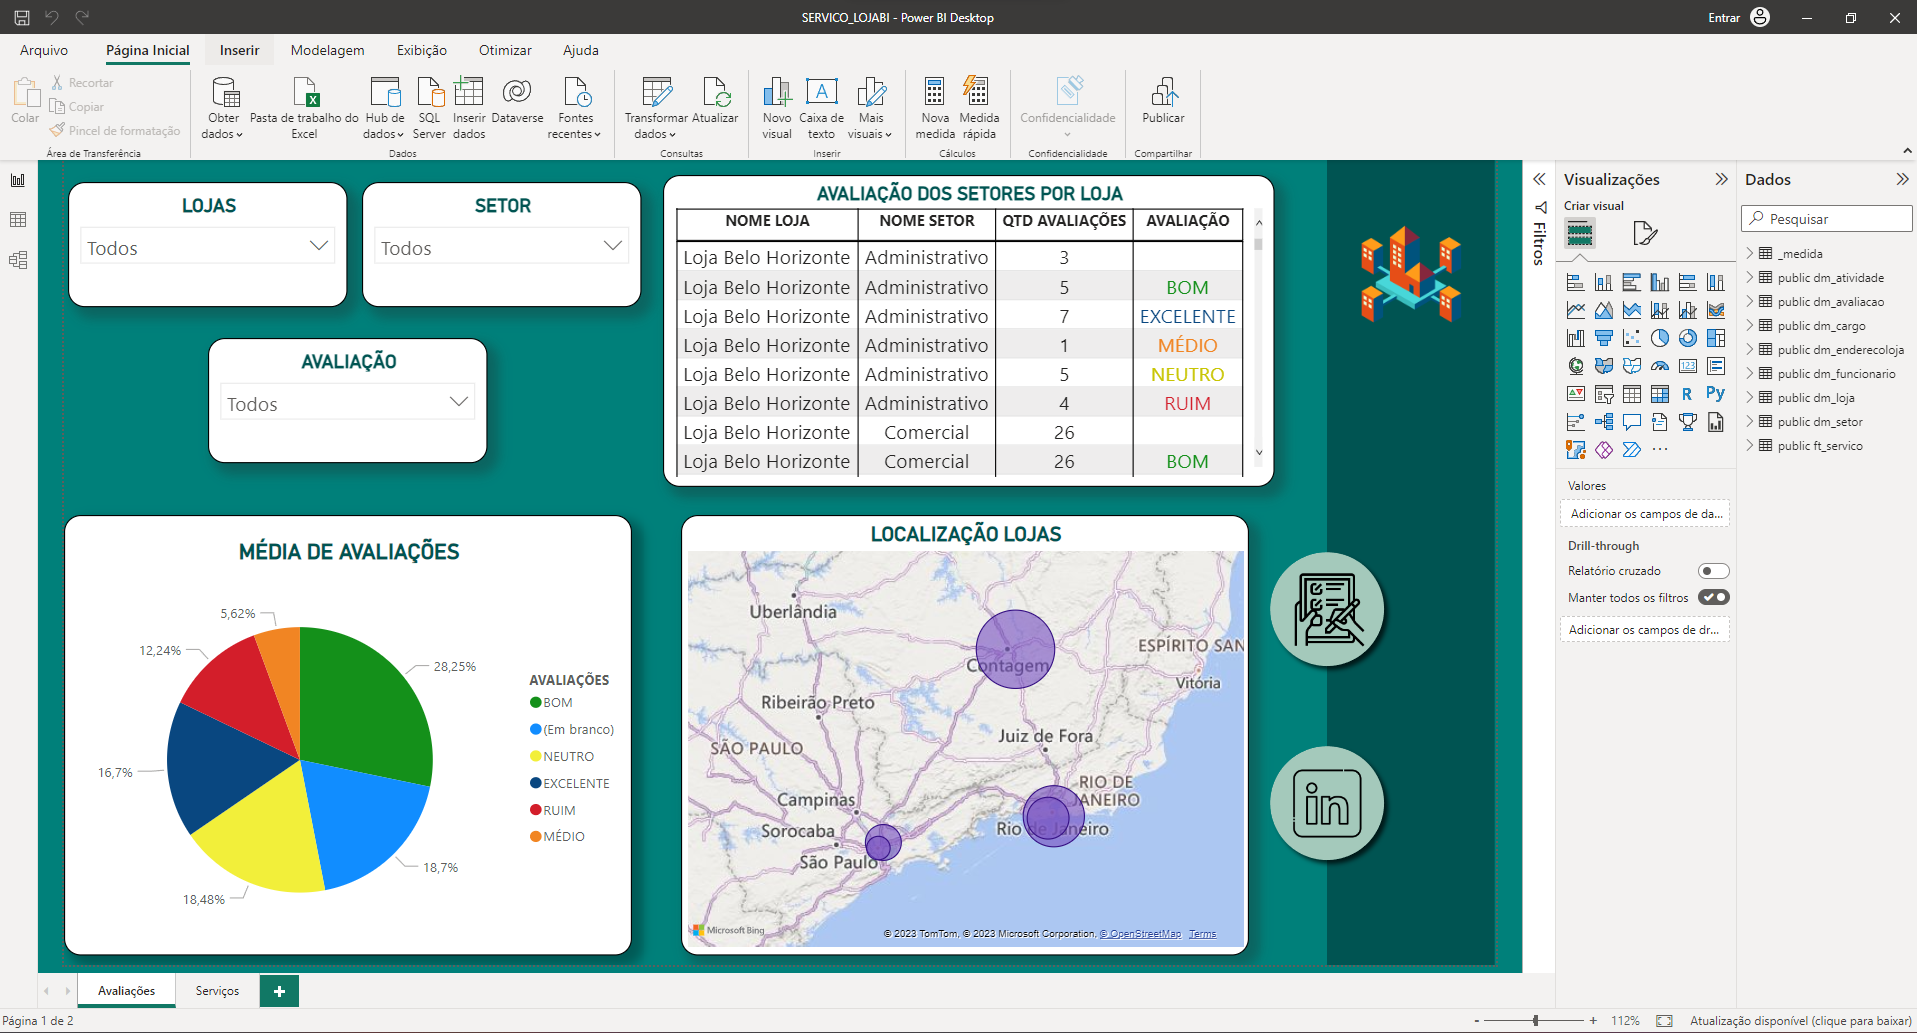 SERVICO_LOJABI - Power BI Desktop
Entrar
Arquivo Página Inicial Inserir Modelagem Exibição Otimizar Ajuda
Colar
Recortar
Copiar
Pincel de formatação
Área de Transferência
Obter dados
Pasta de trabalho do Excel
Hub de dados
SQL Server
Inserir dados
Dataverse
Fontes recentes
Dados
Transformar dados
Atualizar
Consultas
Novo visual
Caixa de texto
Mais visuais
Inserir
Nova medida
Medida rápida
Cálculos
Confidencialidade
Confidencialidade
Publicar
Compartilhar
LOJAS
Todos
SETOR
Todos
AVALIAÇÃO
Todos
AVALIAÇÃO DOS SETORES POR LOJA
NOME LOJA NOME SETOR QTD AVALIAÇÕES AVALIAÇÃO
Loja Belo Horizonte Administrativo 3
Loja Belo Horizonte Administrativo 5 BOM
Loja Belo Horizonte Administrativo 7 EXCELENTE
Loja Belo Horizonte Administrativo 1 MÉDIO
Loja Belo Horizonte Administrativo 5 NEUTRO
Loja Belo Horizonte Administrativo 4 RUIM
Loja Belo Horizonte Comercial 26
Loja Belo Horizonte Comercial 26 BOM
MÉDIA DE AVALIAÇÕES
5,62%
12,24%
28,25%
16,7%
18,7%
18,48%
AVALIAÇÕES
BOM
(Em branco)
NEUTRO
EXCELENTE
RUIM
MÉDIO
LOCALIZAÇÃO LOJAS
Uberlândia
Contagem
ESPÍRITO SAN
Vitória
Ribeirão Preto
Juiz de Fora
SÃO PAULO
RIO DE JANEIRO
Campinas
Sorocaba
Rio de Janeiro
São Paulo
Microsoft Bing
© 2023 TomTom, © 2023 Microsoft Corporation, © OpenStreetMap Terms
in
Filtros
Visualizações
Criar visual
R
Py
123
Valores
Adicionar os campos de da...
Drill-through
Relatório cruzado
Manter todos os filtros
Adicionar os campos de dr...
Dados
Pesquisar
_medida
public dm_atividade
public dm_avaliacao
public dm_cargo
public dm_enderecoloja
public dm_funcionario
public dm_loja
public dm_setor
public ft_servico
Avaliações Serviços +
Página 1 de 2
- + 112% Atualização disponível (clique para baixar)